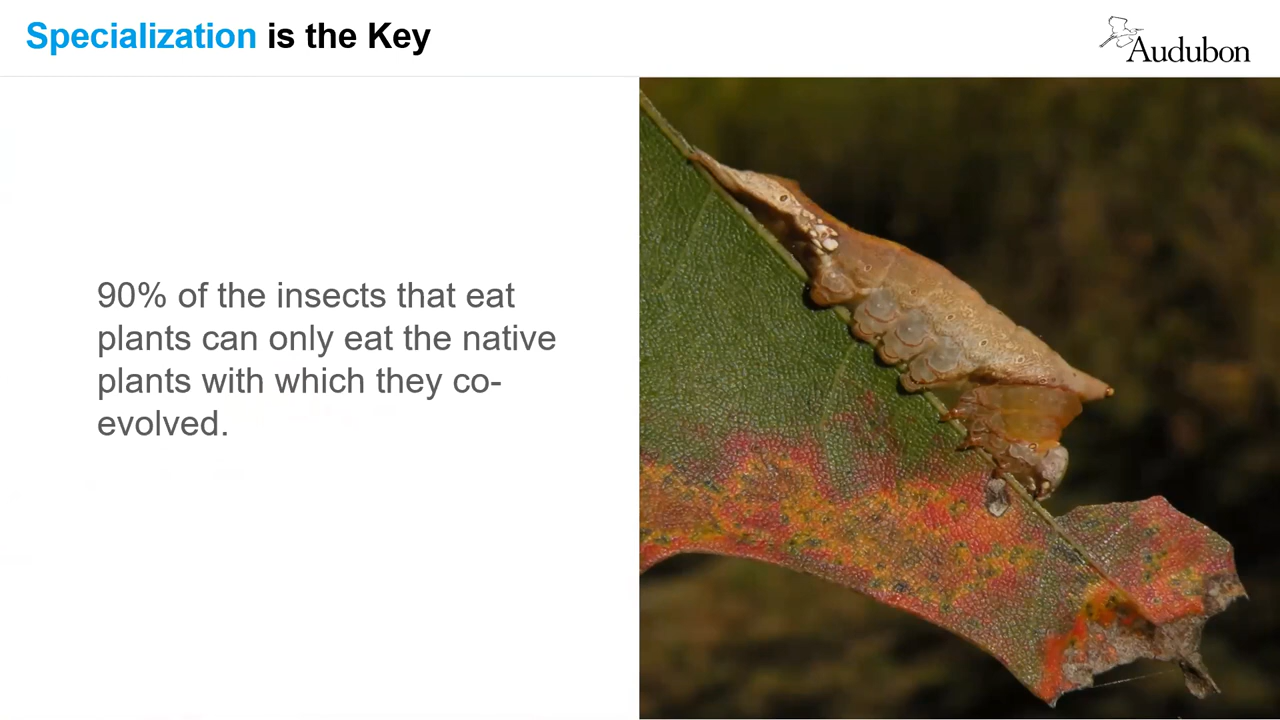 Specialization is the Key
Audubon
90% of the insects that eat
plants can only eat the native
plants with which they co-
evolved.